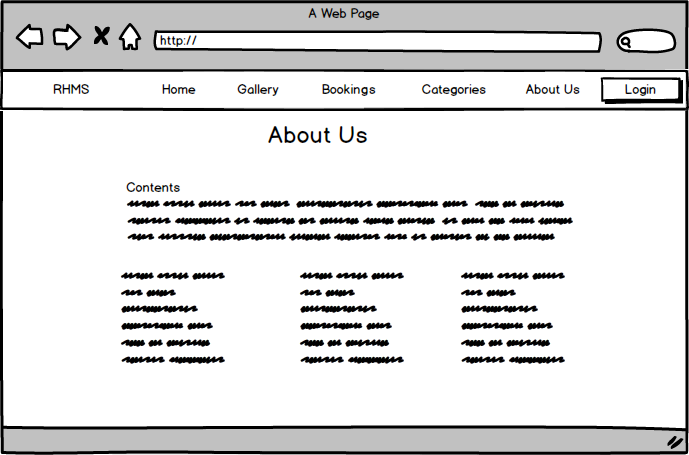 A Web Page
http://
RHMS Home Gallery Bookings Categories About Us Login
About Us
Contents